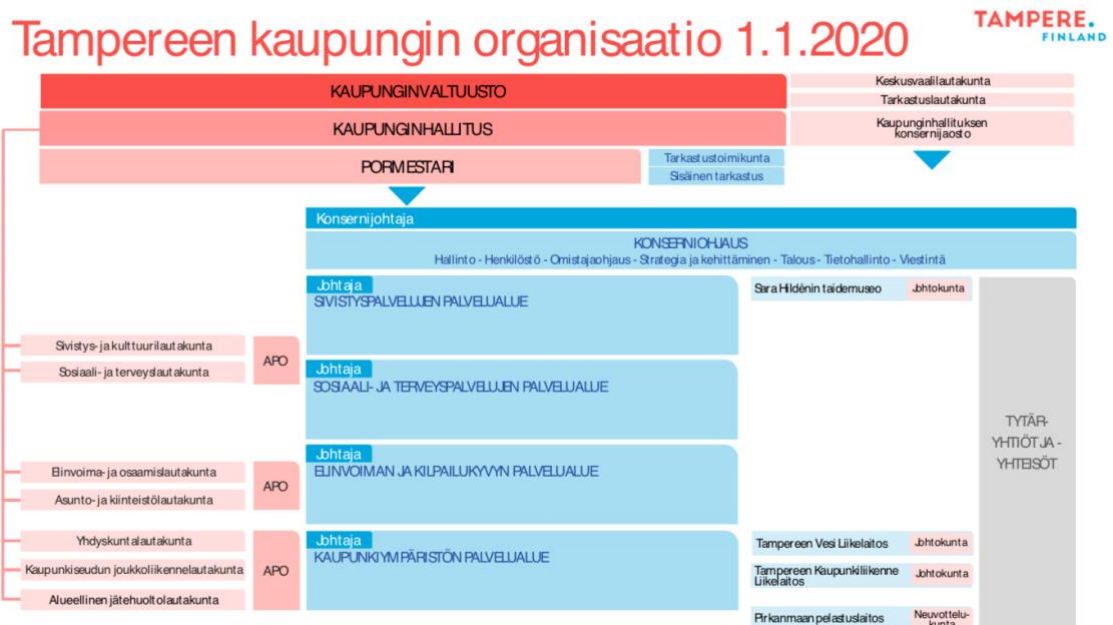 Tampereen kaupungin organisaatio 1.1.2020
TAMPERE.
FINLAND
KAUPUNGINVALTUUSTO
Keskusvaalilautakunta
Tarkastuslautakunta
KAUPUNGINHALLITUS
Kaupunginhallituksen
konsernijaosto
PORMESTARI
Tarkastustoimikunta
Sisäinen tarkastus
Konsernijohtaja
KONSERNIOHJAUS
Hallinto - Henkilöstö - Omistajaohjaus - Strategia ja kehittäminen - Talous - Tietohallinto - Viestintä
Johtaja
SIVISTYSPALVELUJEN PALVELUALUE
Sara Hildénin taidemuseo
Johtokunta
Sivistys- ja kulttuurilautakunta
Sosiaali- ja terveyslautakunta
APO
Johtaja
SOSIAALI- JA TERVEYSPALVELUJEN PALVELUALUE
TYTÄR-
YHTIÖT JA -
YHTEISÖT
Elinvoima- ja osaamislautakunta
Asunto- ja kiinteistölautakunta
APO
Johtaja
ELINVOIMAN JA KILPAILUKYVYN PALVELUALUE
Yhdyskuntalautakunta
Kaupunkiseudun joukkoliikennelautakunta
Alueellinen jätehuoltolautakunta
APO
Johtaja
KAUPUNKIYMPÄRISTÖN PALVELUALUE
Tampereen Vesi Liikelaitos
Johtokunta
Tampereen Kaupunkiliikenne
Liikelaitos
Johtokunta
Pirkanmaan pelastuslaitos
Neuvottelu-
kunta